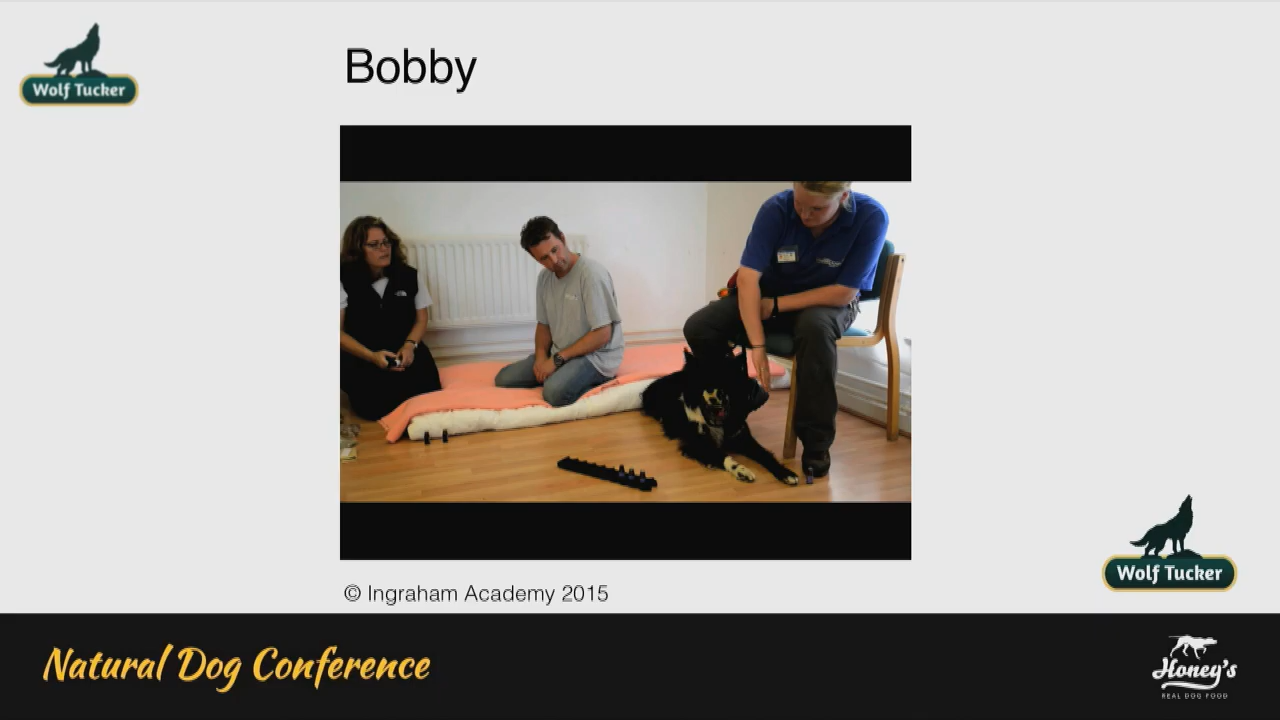 Wolf Tucker
Bobby
Wolf Tucker
© Ingraham Academy 2015
Natural Dog Conference
Honey's
REAL DOG FOOD